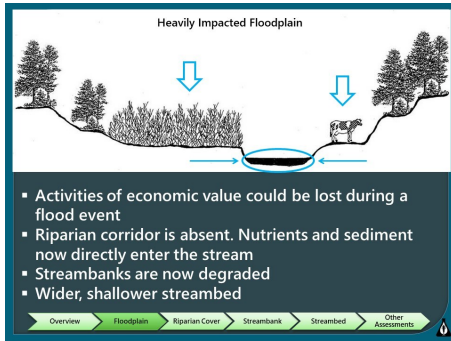 Heavily Impacted Floodplain
▪ Activities of economic value could be lost during a
flood event
▪ Riparian corridor is absent. Nutrients and sediment
now directly enter the stream
▪ Streambanks are now degraded
▪ Wider, shallower streambed
Overview
Floodplain
Riparian Cover
Streambank
Streambed
Other
Assessments